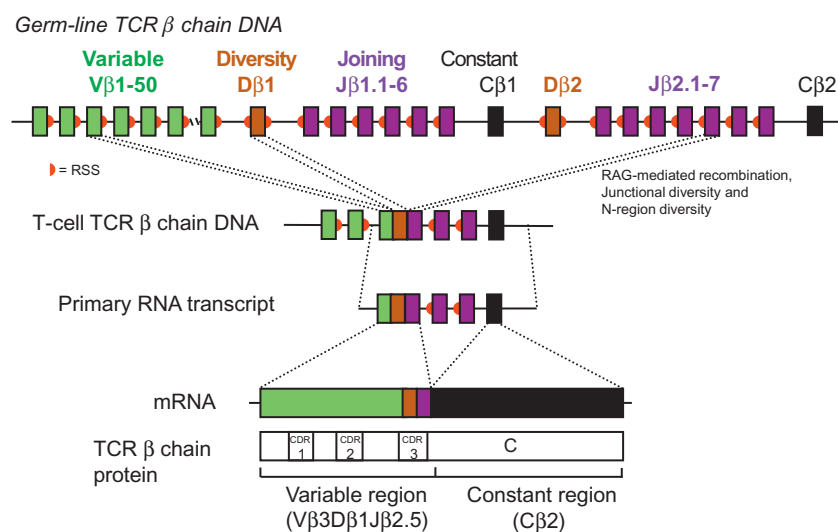 Germ-line TCR β chain DNA
Variable Diversity Joining Constant
Vβ1-50 Dβ1 Jβ1.1-6 Cβ1 Dβ2 Jβ2.1-7 Cβ2
= RSS
RAG-mediated recombination,
Junctional diversity and
N-region diversity
T-cell TCR β chain DNA
Primary RNA transcript
mRNA
TCR β chain
protein
CDR
1
CDR
2
CDR
3
C
Variable region
(Vβ3Dβ1Jβ2.5)
Constant region
(Cβ2)